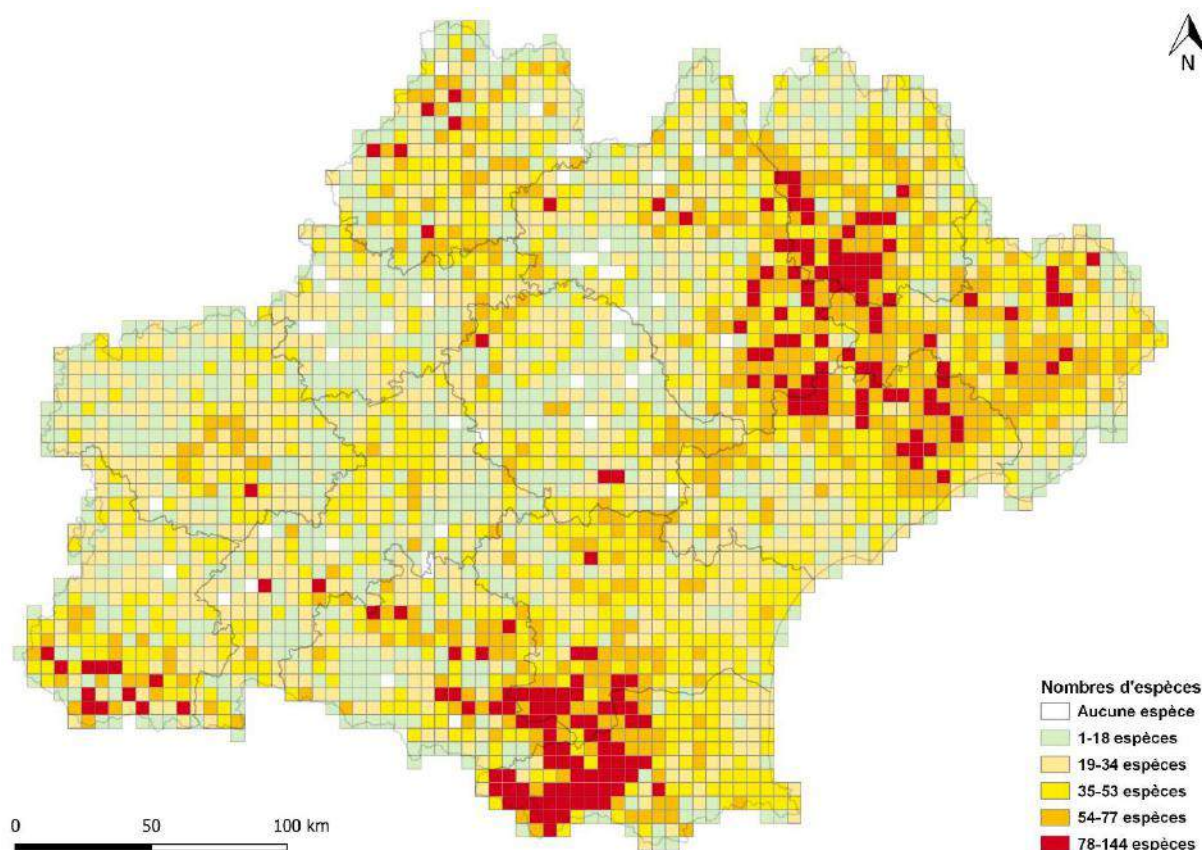 N
Nombres d'espèces
Aucune espèce
1-18 espèces
19-34 espèces
35-53 espèces
54-77 espèces
78-144 espèces
0 50 100 km